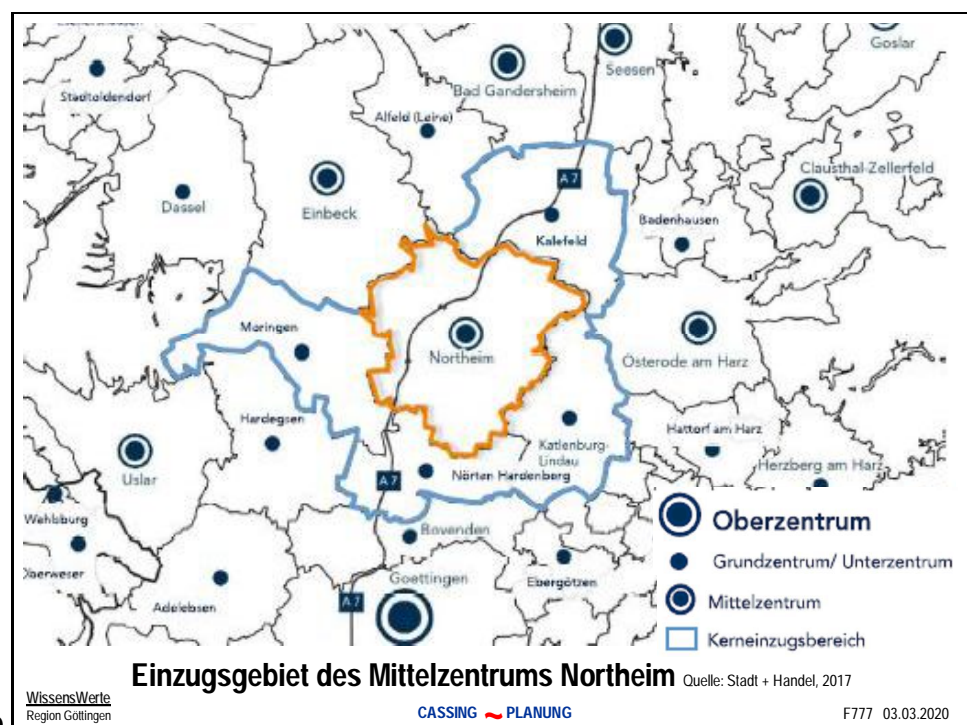 Goslar
Seesen
Bad Gandersheim
Stadtoldendorf
Alfeld (Leine)
Clausthal-Zellerfeld
A 7
Dassel
Einbeck
Kalefeld
Badenhausen
Moringen
Northeim
Osterode am Harz
Hardegsen
Katlenburg-
Lindau
Hattorf am Harz
Uslar
A 7
Nörten Hardenberg
Herzberg am Harz
Wahlsburg
Bovenden
Oberweser
Goettingen
Ebergötzen
Adelebsen
A 7
Oberzentrum
Grundzentrum/ Unterzentrum
Mittelzentrum
Kerneinzugsbereich
Einzugsgebiet des Mittelzentrums Northeim Quelle: Stadt + Handel, 2017
WissensWerte
Region Göttingen
CASSING ~ PLANUNG
F777 03.03.2020